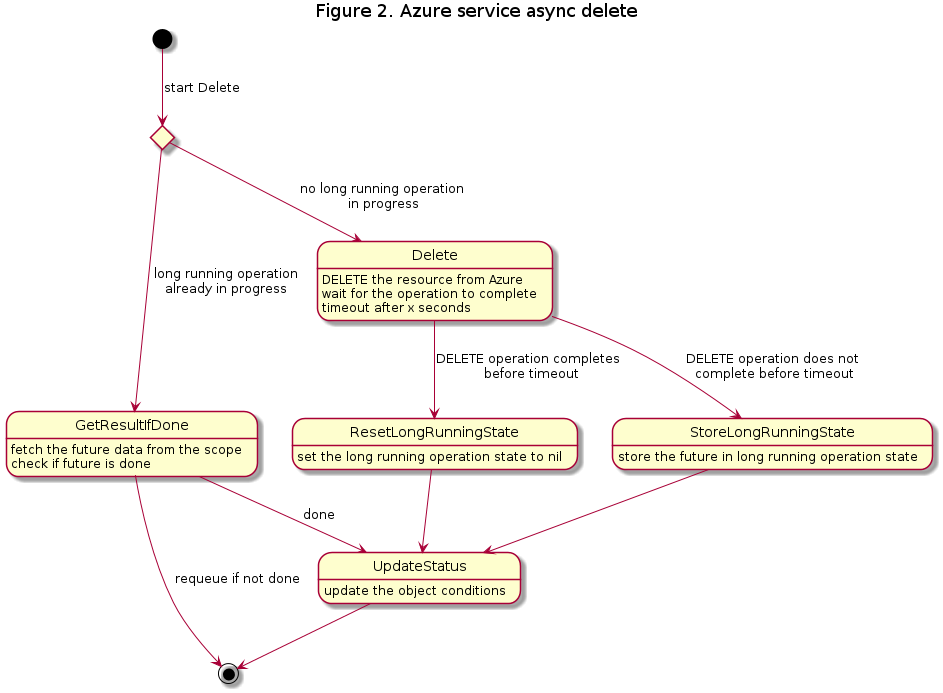 Figure 2. Azure service async delete
start Delete
no long running operation
in progress
long running operation
already in progress
Delete
DELETE the resource from Azure
wait for the operation to complete
timeout after x seconds
DELETE operation completes
before timeout
DELETE operation does not
complete before timeout
GetResultIfDone
fetch the future data from the scope
check if future is done
ResetLongRunningState
set the long running operation state to nil
StoreLongRunningState
store the future in long running operation state
done
requeue if not done
UpdateStatus
update the object conditions